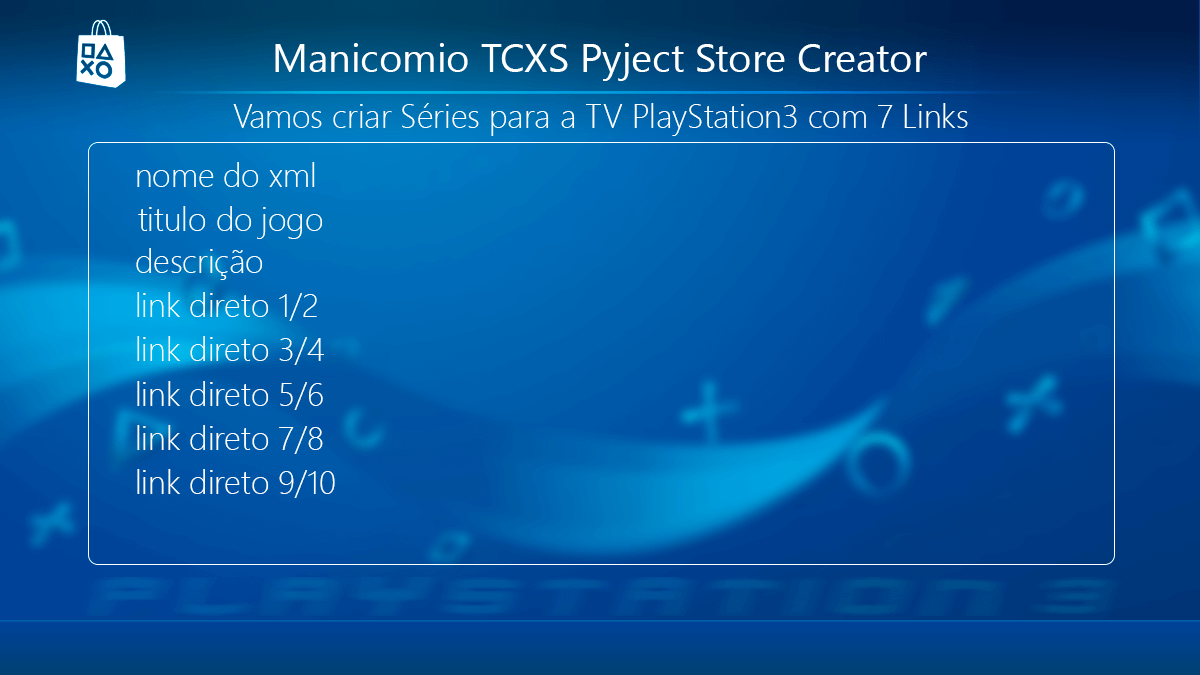 Manicomio TCXS Pyject Store Creator
Vamos criar Séries para a TV PlayStation3 com 7 Links
nome do xml
titulo do jogo
descrição
link direto 1/2
link direto 3/4
link direto 5/6
link direto 7/8
link direto 9/10
PLAYSTATION 3